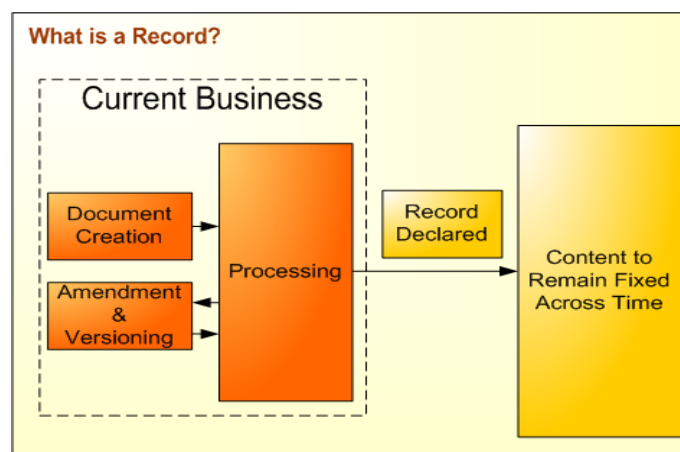 What is a Record?
Current Business
Document
Creation
Amendment
&
Versioning
Processing
Record
Declared
Content to
Remain Fixed
Across Time